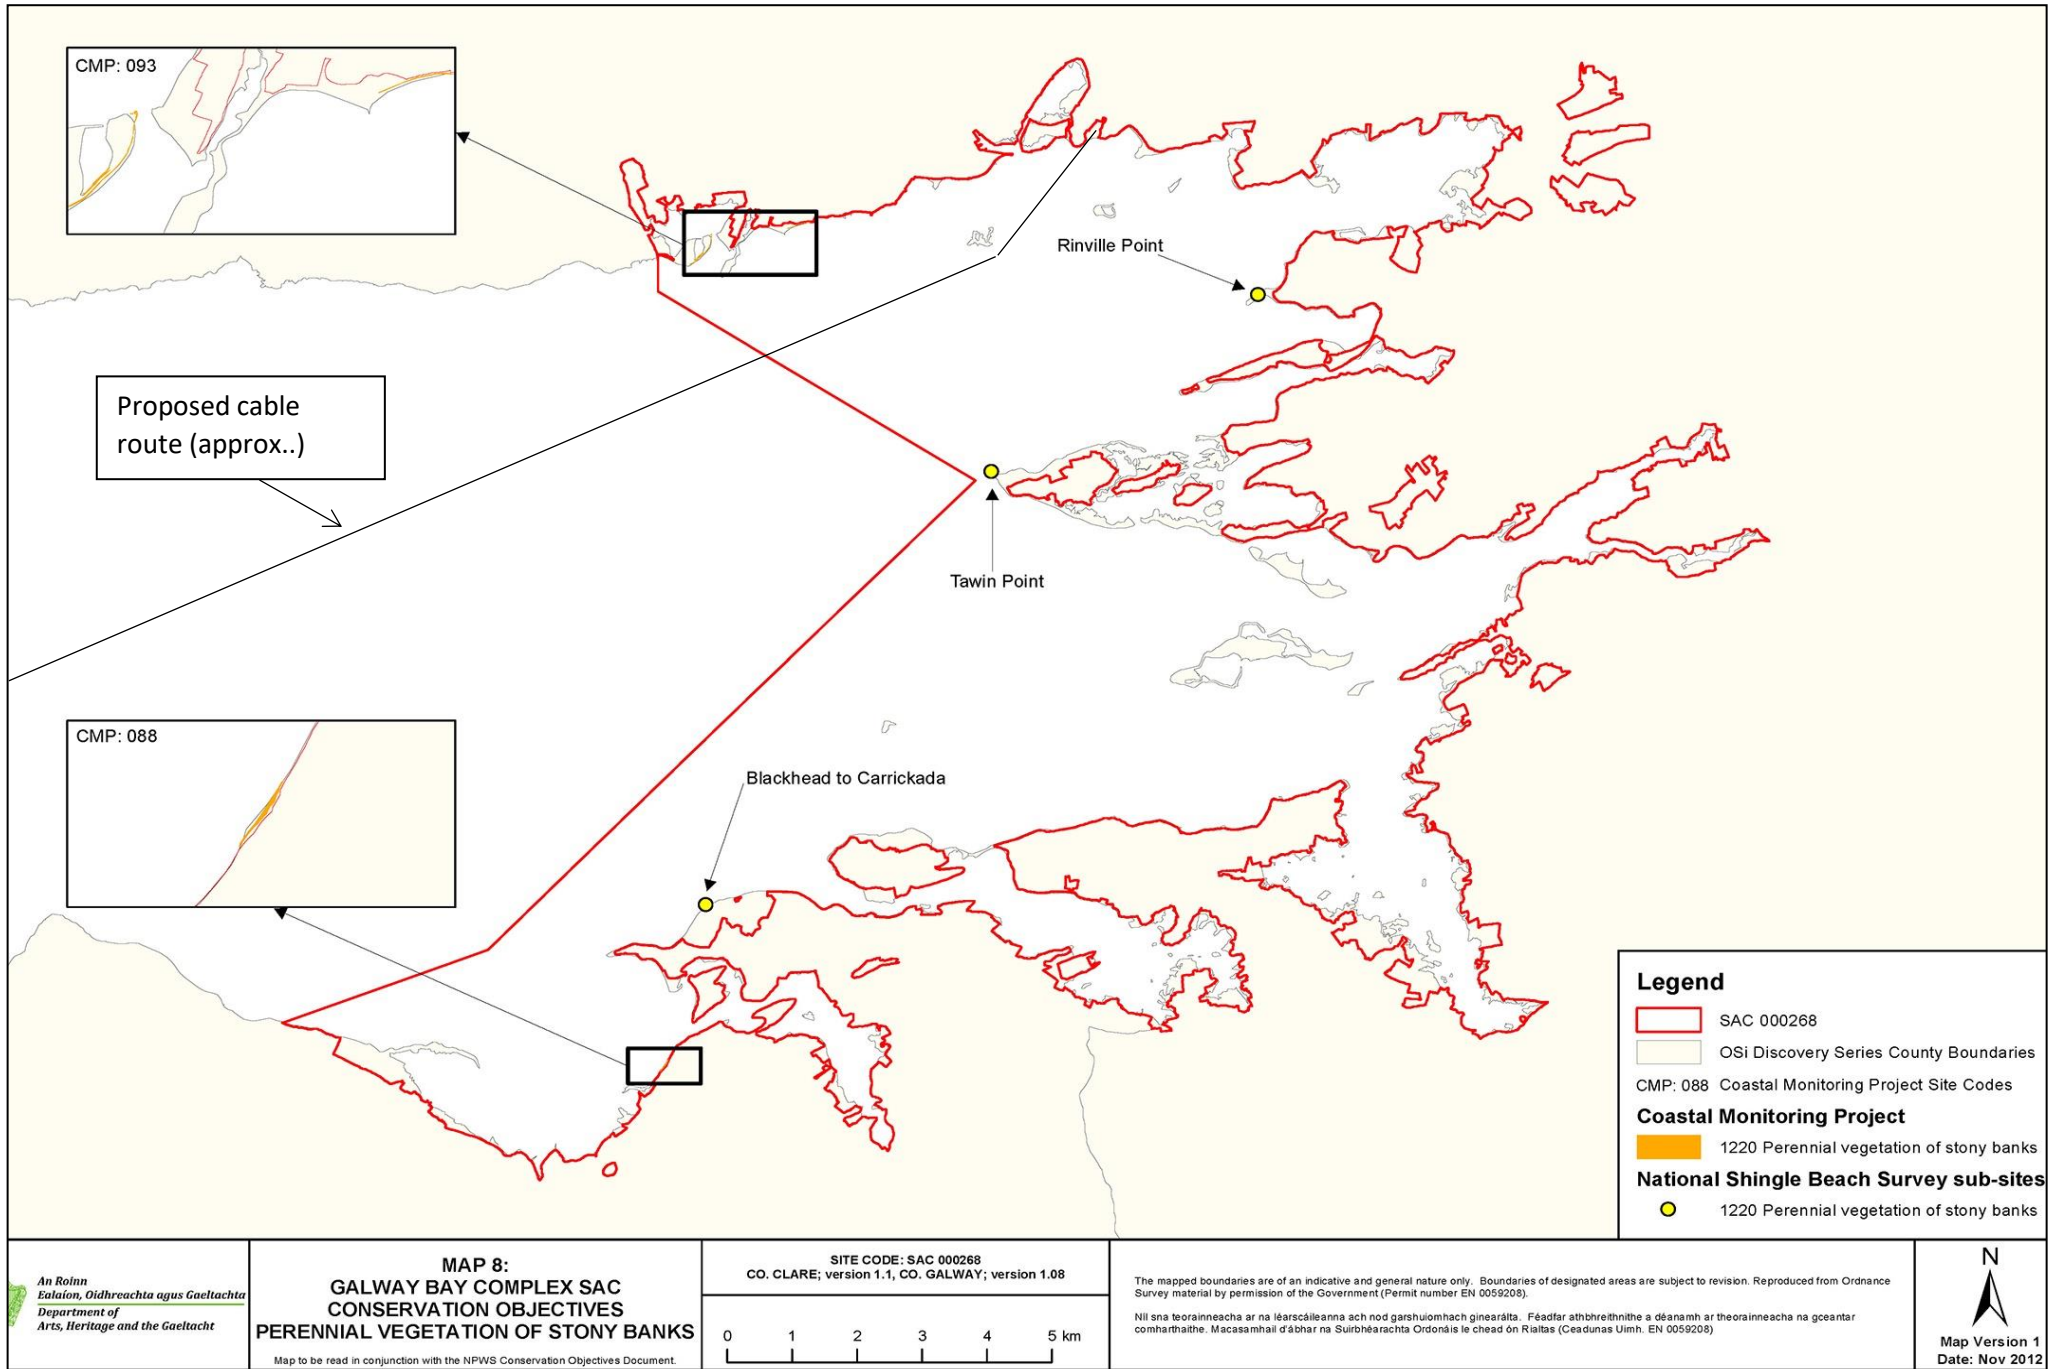 CMP: 093
Rinville Point
Proposed cable
route (approx..)
Tawin Point
CMP: 088
Blackhead to Carrickada
Legend
SAC 000268
OSi Discovery Series County Boundaries
CMP: 088 Coastal Monitoring Project Site Codes
Coastal Monitoring Project
1220 Perennial vegetation of stony banks
National Shingle Beach Survey sub-sites
1220 Perennial vegetation of stony banks
An Roinn
Ealaíon, Oidhreachta agus Gaeltachta
Department of
Arts, Heritage and the Gaeltacht
MAP 8:
GALWAY BAY COMPLEX SAC
CONSERVATION OBJECTIVES
PERENNIAL VEGETATION OF STONY BANKS
Map to be read in conjunction with the NPWS Conservation Objectives Document.
SITE CODE: SAC 000268
CO. CLARE; version 1.1, CO. GALWAY; version 1.08
0 1 2 3 4 5 km
The mapped boundaries are of an indicative and general nature only. Boundaries of designated areas are subject to revision. Reproduced from Ordnance
Survey material by permission of the Government (Permit number EN 0059208).
Níl sna teorainneacha ar na léarscáileanna ach nod garshuiomhach ginearálta. Féadfar athbhreithnithe a déanamh ar theorainneacha na gceantar
comharthaithe. Macasamhail d'ábhar na Suirbhéarachta Ordonáis le chead ón Rialtas (Ceadunas Uimh. EN 0059208)
N
Map Version 1
Date: Nov 2012